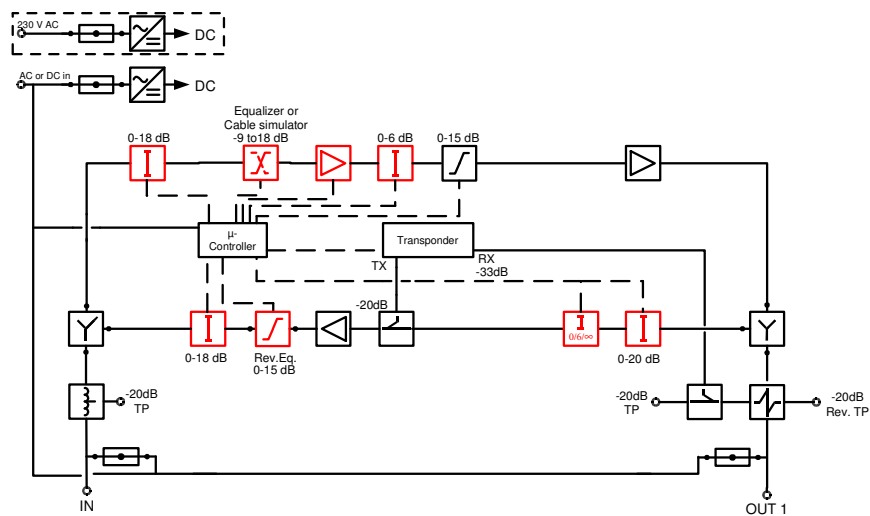 230 V AC
DC
AC or DC in
DC
Equalizer or
Cable simulator
-9 to18 dB
0-18 dB
0-6 dB
0-15 dB
µ-
Controller
Transponder
TX
RX
-33dB
-20dB
0/6/∞
0-18 dB
Rev.Eq.
0-15 dB
0-20 dB
-20dB
TP
-20dB
TP
-20dB
Rev. TP
IN
OUT 1